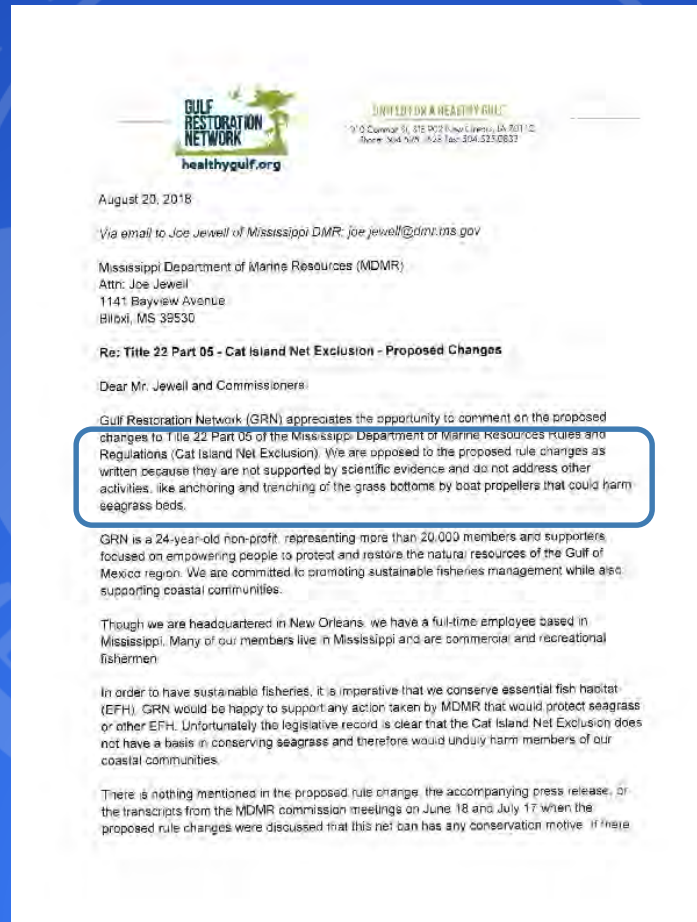 GULF
RESTORATION
NETWORK
healthygulf.org
UNITED FOR A HEALTHY GULF
August 20, 2018
Via email to Joe Jewell of Mississippi DMR: joe.jewell@dmr.ms.gov
Mississippi Department of Marine Resources (MDMR)
Attn: Joe Jewell
1141 Bayview Avenue
Biloxi, MS 39530
Re: Title 22 Part 05 - Cat Island Net Exclusion - Proposed Changes
Dear Mr. Jewell and Commissioners
Gulf Restoration Network (GRN) appreciates the opportunity to comment on the proposed
changes to Title 22 Part 05 of the Mississippi Department of Marine Resources Rules and
Regulations (Cat Island Net Exclusion). We are opposed to the proposed rule changes as
written because they are not supported by scientific evidence and do not address other
activities, like anchoring and trenching of the grass bottoms by boat propellers that could harm
seagrass beds.
GRN is a 24-year-old non-profit, representing more than 20,000 members and supporters
focused on empowering people to protect and restore the natural resources of the Gulf of
Mexico region. We are committed to promoting sustainable fisheries management while also
supporting coastal communities.
Though we are headquartered in New Orleans, we have a full-time employee based in
Mississippi. Many of our members live in Mississippi and are commercial and recreational
fishermen
In order to have sustainable fisheries, it is imperative that we conserve essential fish habitat
(EFH). GRN would be happy to support any action taken by MDMR that would protect seagrass
or other EFH. Unfortunately the legislative record is clear that the Cat Island Net Exclusion does
not have a basis in conserving seagrass and therefore would unduly harm members of our
coastal communities.
There is nothing mentioned in the proposed rule change, the accompanying press release, or
the transcripts from the MDMR commission meetings on June 18 and July 17 when the
proposed rule changes were discussed that this net ban has any conservation motive. If there